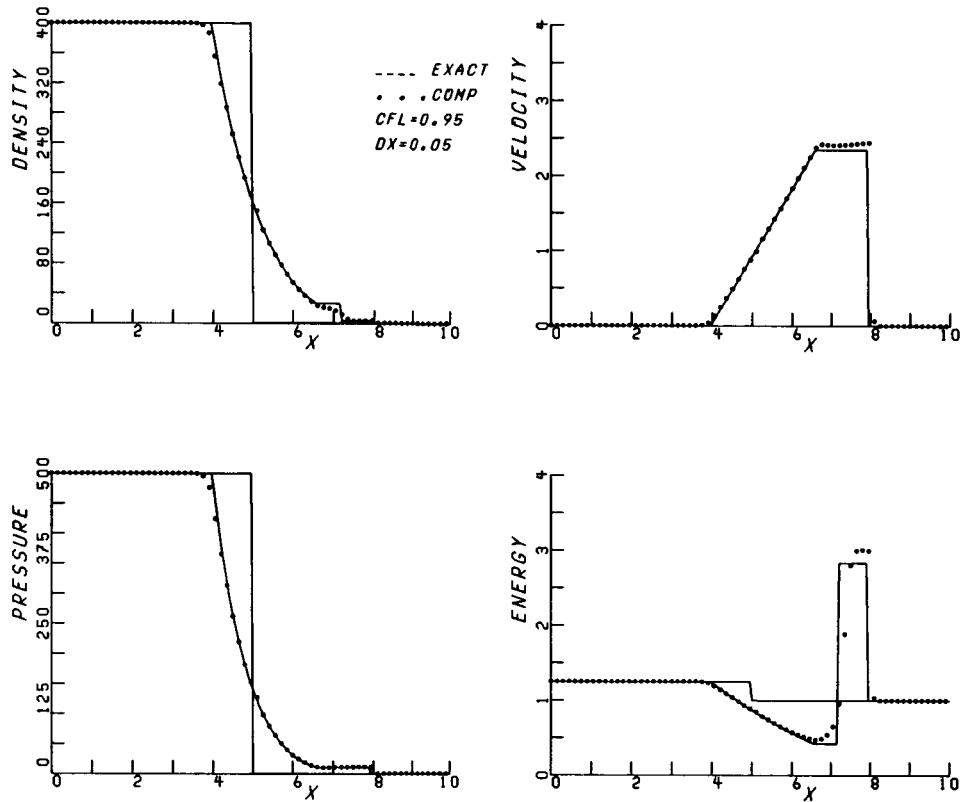 DENSITY
400
320
240
160
80
0
0 2 4 6 8 10
X
---- EXACT
• • • COMP
CFL=0.95
DX=0.05
VELOCITY
4
3
2
1
0
0 2 4 6 8 10
X
PRESSURE
500
375
250
125
0
0 2 4 6 8 10
X
ENERGY
4
3
2
1
0
0 2 4 6 8 10
X